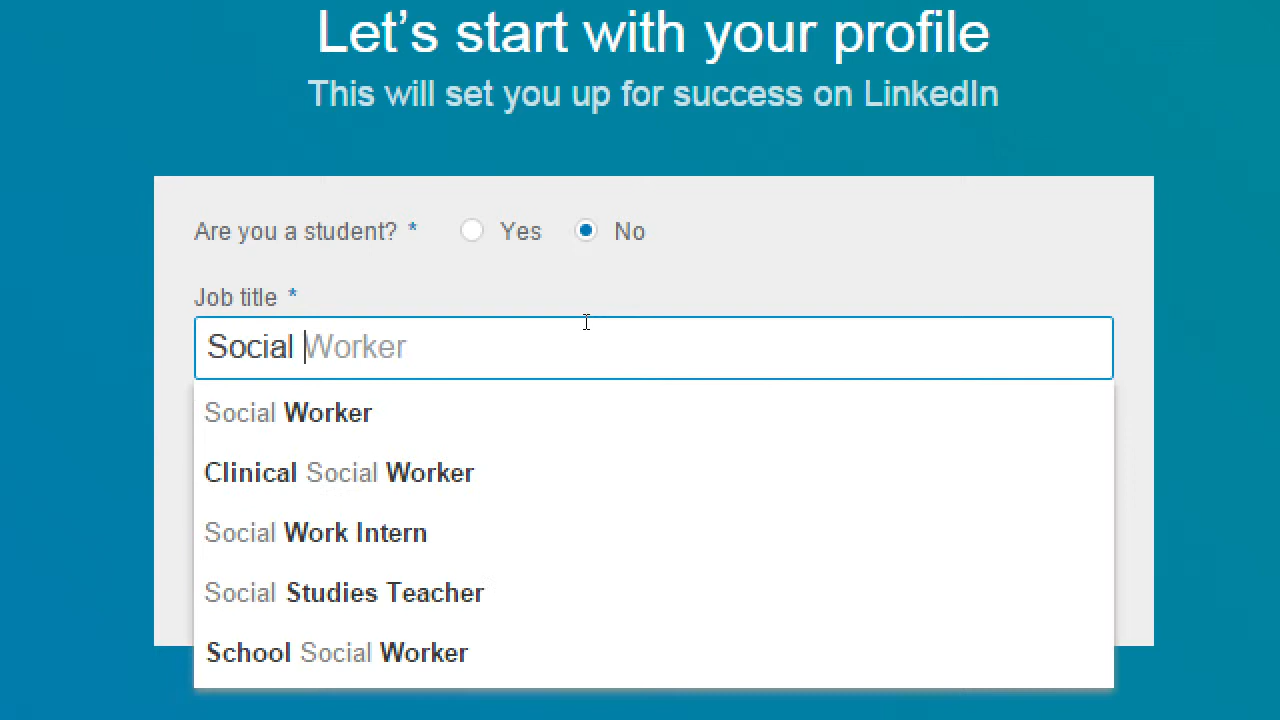 Let’s start with your profile
This will set you up for success on LinkedIn
Are you a student? * Yes No
Job title *
Social Worker
Social Worker
Clinical Social Worker
Social Work Intern
Social Studies Teacher
School Social Worker